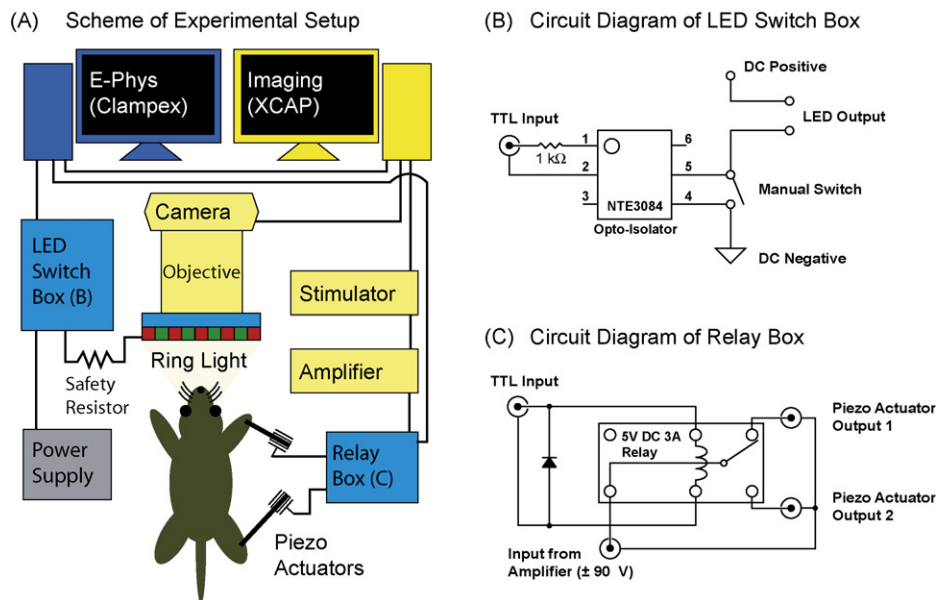 (A) Scheme of Experimental Setup
E-Phys
(Clampex)
Imaging
(XCAP)
Camera
Objective
LED
Switch
Box (B)
Stimulator
Ring Light
Amplifier
Safety
Resistor
Power
Supply
Relay
Box (C)
Piezo
Actuators
(B) Circuit Diagram of LED Switch Box
DC Positive
TTL Input
LED Output
1
6
1 kΩ
2
5
Manual Switch
3
NTE3084
4
Opto-Isolator
DC Negative
(C) Circuit Diagram of Relay Box
TTL Input
Piezo Actuator
Output 1
5V DC 3A
Relay
Piezo Actuator
Output 2
Input from
Amplifier (± 90 V)